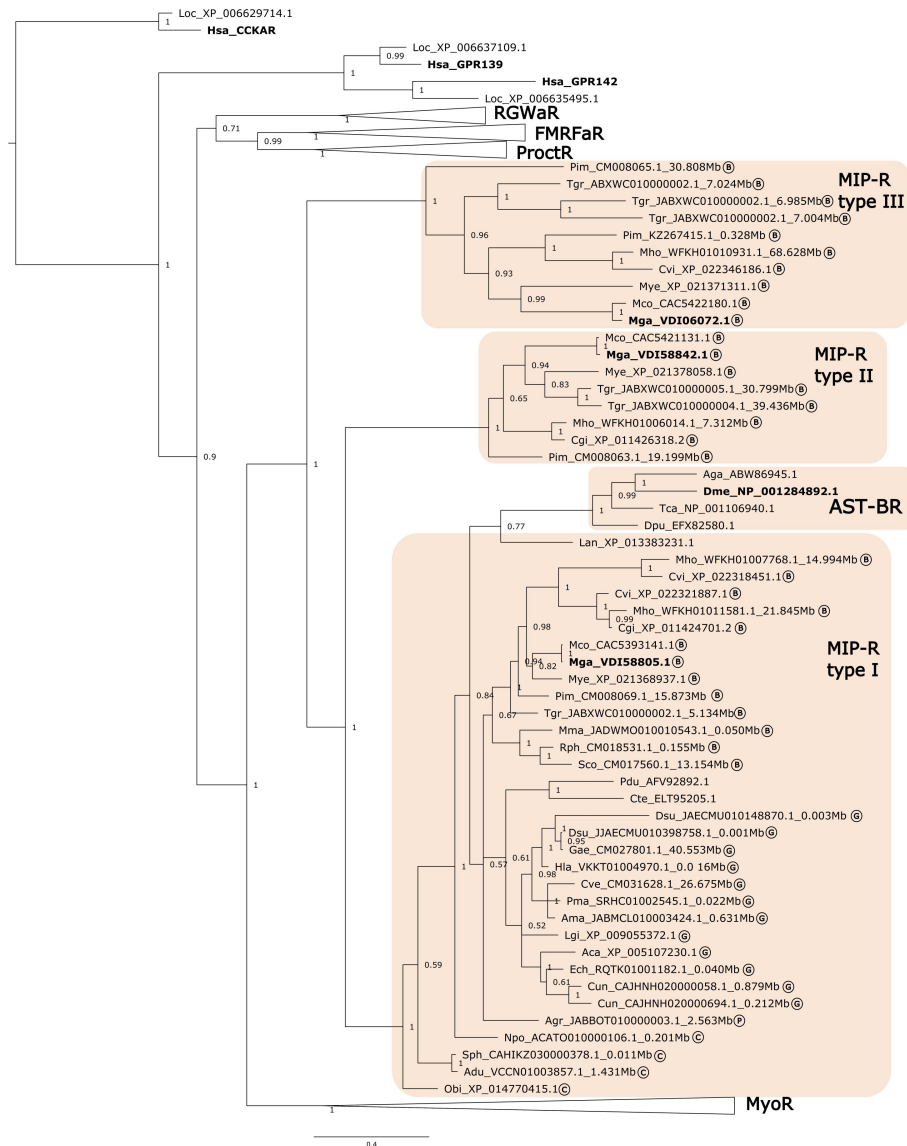 Loc_XP_006629714.1
1
Hsa_CCKAR
Loc_XP_006637109.1
0.99
Hsa_GPR139
1
Hsa_GPR142
1
Loc_XP_006635495.1
RGWaR
1
0.71
FMRFaR
1
0.99
ProctR
1
Pim_CM008065.1_30.808Mb B
MIP-R
type III
Tgr_ABXWC010000002.1_7.024Mb B
1
Tgr_JABXWC010000002.1_6.985Mb B
1
1
Tgr_JABXWC010000002.1_7.004Mb B
0.96
Pim_KZ267415.1_0.328Mb B
1
Mho_WFKH01010931.1_68.628Mb B
1
1
Cvi_XP_022346186.1 B
0.93
Mye_XP_021371311.1 B
0.99
Mco_CAC5422180.1 B
1
Mga_VDI06072.1 B
Mco_CAC5421131.1 B
1
Mga_VDI58842.1 B
MIP-R
type II
0.94
Mye_XP_021378058.1 B
0.83
Tgr_JABXWC010000005.1_30.799Mb B
0.65
1
Tgr_JABXWC010000004.1_39.436Mb B
Mho_WFKH01006014.1_7.312Mb B
1
1
Cgi_XP_011426318.2 B
0.9
Pim_CM008063.1_19.199Mb B
1
Aga_ABW86945.1
0.99
Dme_NP_001284892.1
AST-BR
1
Tca_NP_001106940.1
0.77
Dpu_EFX82580.1
Lan_XP_013383231.1
Mho_WFKH01007768.1_14.994Mb B
1
Cvi_XP_022318451.1 B
1
Cvi_XP_022321887.1 B
1
Mho_WFKH01011581.1_21.845Mb B
0.99
0.98
Cgi_XP_011424701.2 B
Mco_CAC5393141.1 B
MIP-R
type I
1
0.94
0.82
Mga_VDI58805.1 B
Mye_XP_021368937.1 B
1
0.84
Pim_CM008069.1_15.873Mb B
0.67
Tgr_JABXWC010000002.1_5.134Mb B
1
Mma_JADWMO010010543.1_0.050Mb B
1
Rph_CM018531.1_0.155Mb B
1
Sco_CM017560.1_13.154Mb B
Pdu_AFV92892.1
1
1
Cte_ELT95205.1
Dsu_JAECMU010148870.1_0.003Mb G
1
Dsu_JJAECMU010398758.1_0.001Mb G
1
0.95
Gae_CM027801.1_40.553Mb G
0.57
0.61
1
Hla_VKKT01004970.1_0.0 16Mb G
0.98
Cve_CM031628.1_26.675Mb G
1
Pma_SRHC01002545.1_0.022Mb G
Ama_JABMCL010003424.1_0.631Mb G
0.52
Lgi_XP_009055372.1 G
Aca_XP_005107230.1 G
0.59
1
Ech_RQTK01001182.1_0.040Mb G
0.61
Cun_CAJHNH020000058.1_0.879Mb G
1
Cun_CAJHNH020000694.1_0.212Mb G
Agr_JABBOT010000003.1_2.563Mb P
1
Npo_ACATO010000106.1_0.201Mb C
Sph_CAHIKZ030000378.1_0.011Mb C
1
Adu_VCCN01003857.1_1.431Mb C
Obi_XP_014770415.1 C
MyoR
1
0.4